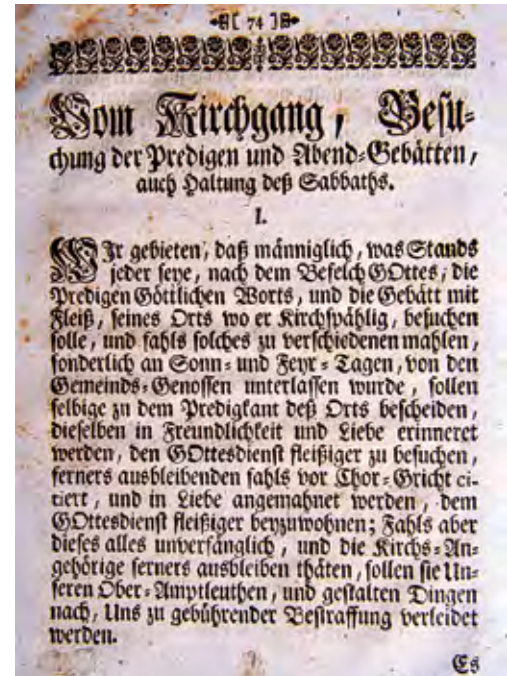 [ 74 ]
Vom Kirchgang, Besu-
chung der Predigen und Abend-Gebätten,
auch Haltung deß Sabbaths.
I.
WIr gebieten, daß männiglich, was Stands
jeder seye, nach dem Befelch GOttes, die
Predigen Göttlichen Worts, und die Gebätt mit
Fleiß, seines Orts wo er Kirchspählig, besuchen
solle, und fahls solches zu verschiedenen mahlen,
sonderlich an Sonn- und Feyr-Tagen, von den
Gemeinds-Genossen unterlassen wurde, sollen
selbige zu dem Predigkant deß Orts bescheiden,
dieselben in Freundlichkeit und Liebe erinneret
werden, den GOttesdienst fleißiger zu besuchen,
ferners ausbleibenden fahls vor Chor-Gricht ci-
tiert, und in Liebe angemahnet werden, dem
GOttesdienst fleißiger beyzuwohnen; Fahls aber
dieses alles unverfänglich, und die Kirchs-An-
gehörige ferners ausbleiben thäten, sollen sie Un-
seren Ober-Amptleuthen, und gestalten Dingen
nach, Uns zu gebührender Bestraffung verleidet
werden.
Es